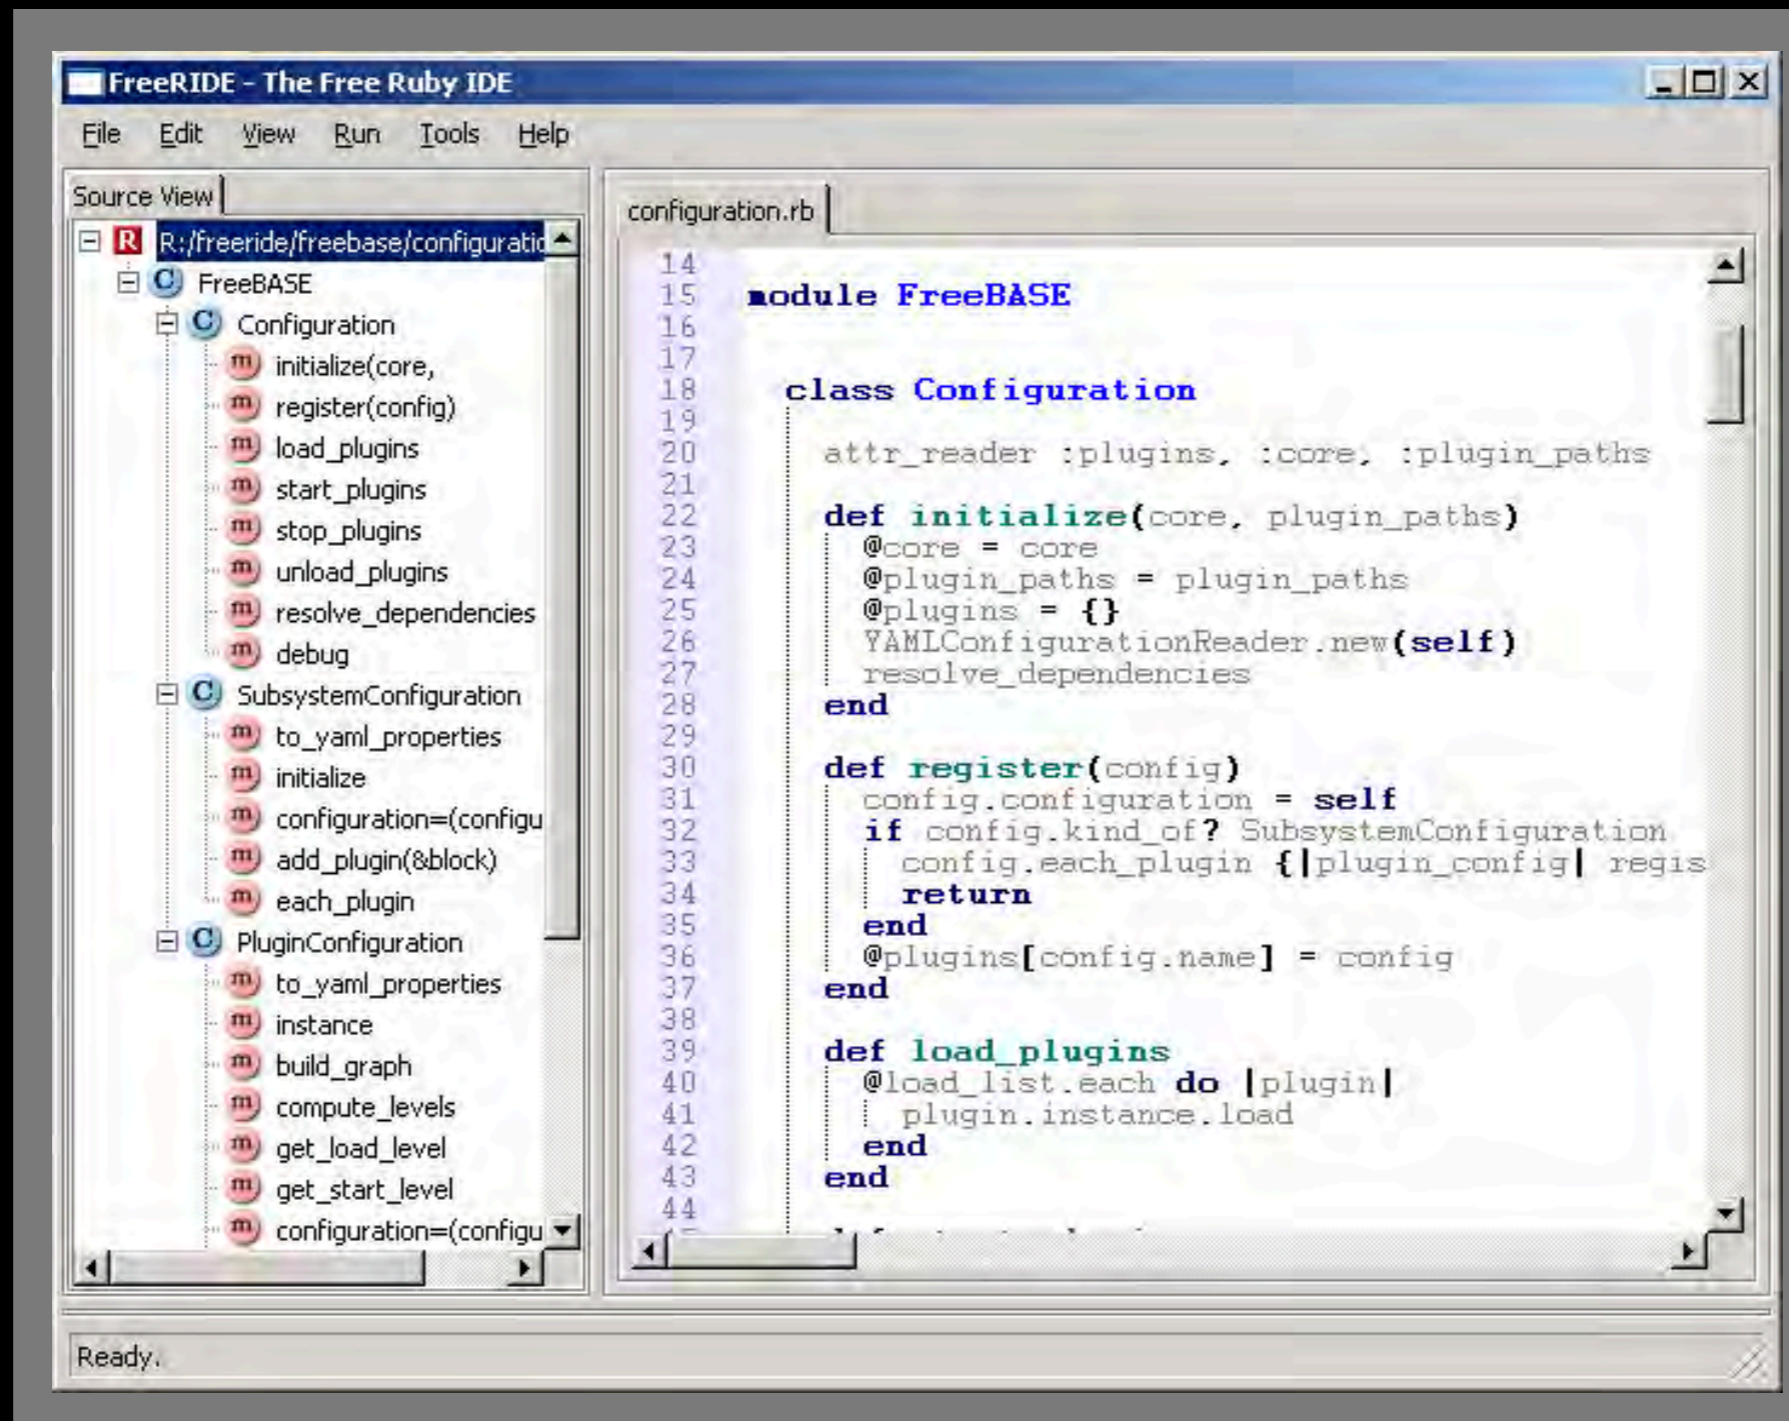 FreeRIDE - The Free Ruby IDE
File Edit View Run Tools Help
Source View
R R:/freeride/freebase/configuratio
C FreeBASE
C Configuration
m initialize(core,
m register(config)
m load_plugins
m start_plugins
m stop_plugins
m unload_plugins
m resolve_dependencies
m debug
C SubsystemConfiguration
m to_yaml_properties
m initialize
m configuration=(configu
m add_plugin(&block)
m each_plugin
C PluginConfiguration
m to_yaml_properties
m instance
m build_graph
m compute_levels
m get_load_level
m get_start_level
m configuration=(configu
configuration.rb
14
15 module FreeBASE
16
17
18 class Configuration
19
20 attr_reader :plugins, :core, :plugin_paths
21
22 def initialize(core, plugin_paths)
23 @core = core
24 @plugin_paths = plugin_paths
25 @plugins = {}
26 YAMLConfigurationReader.new(self)
27 resolve_dependencies
28 end
29
30 def register(config)
31 config.configuration = self
32 if config.kind_of? SubsystemConfiguration
33 config.each_plugin {|plugin_config| regis
34 return
35 end
36 @plugins[config.name] = config
37 end
38
39 def load_plugins
40 @load_list.each do |plugin|
41 plugin.instance.load
42 end
43 end
44
Ready.